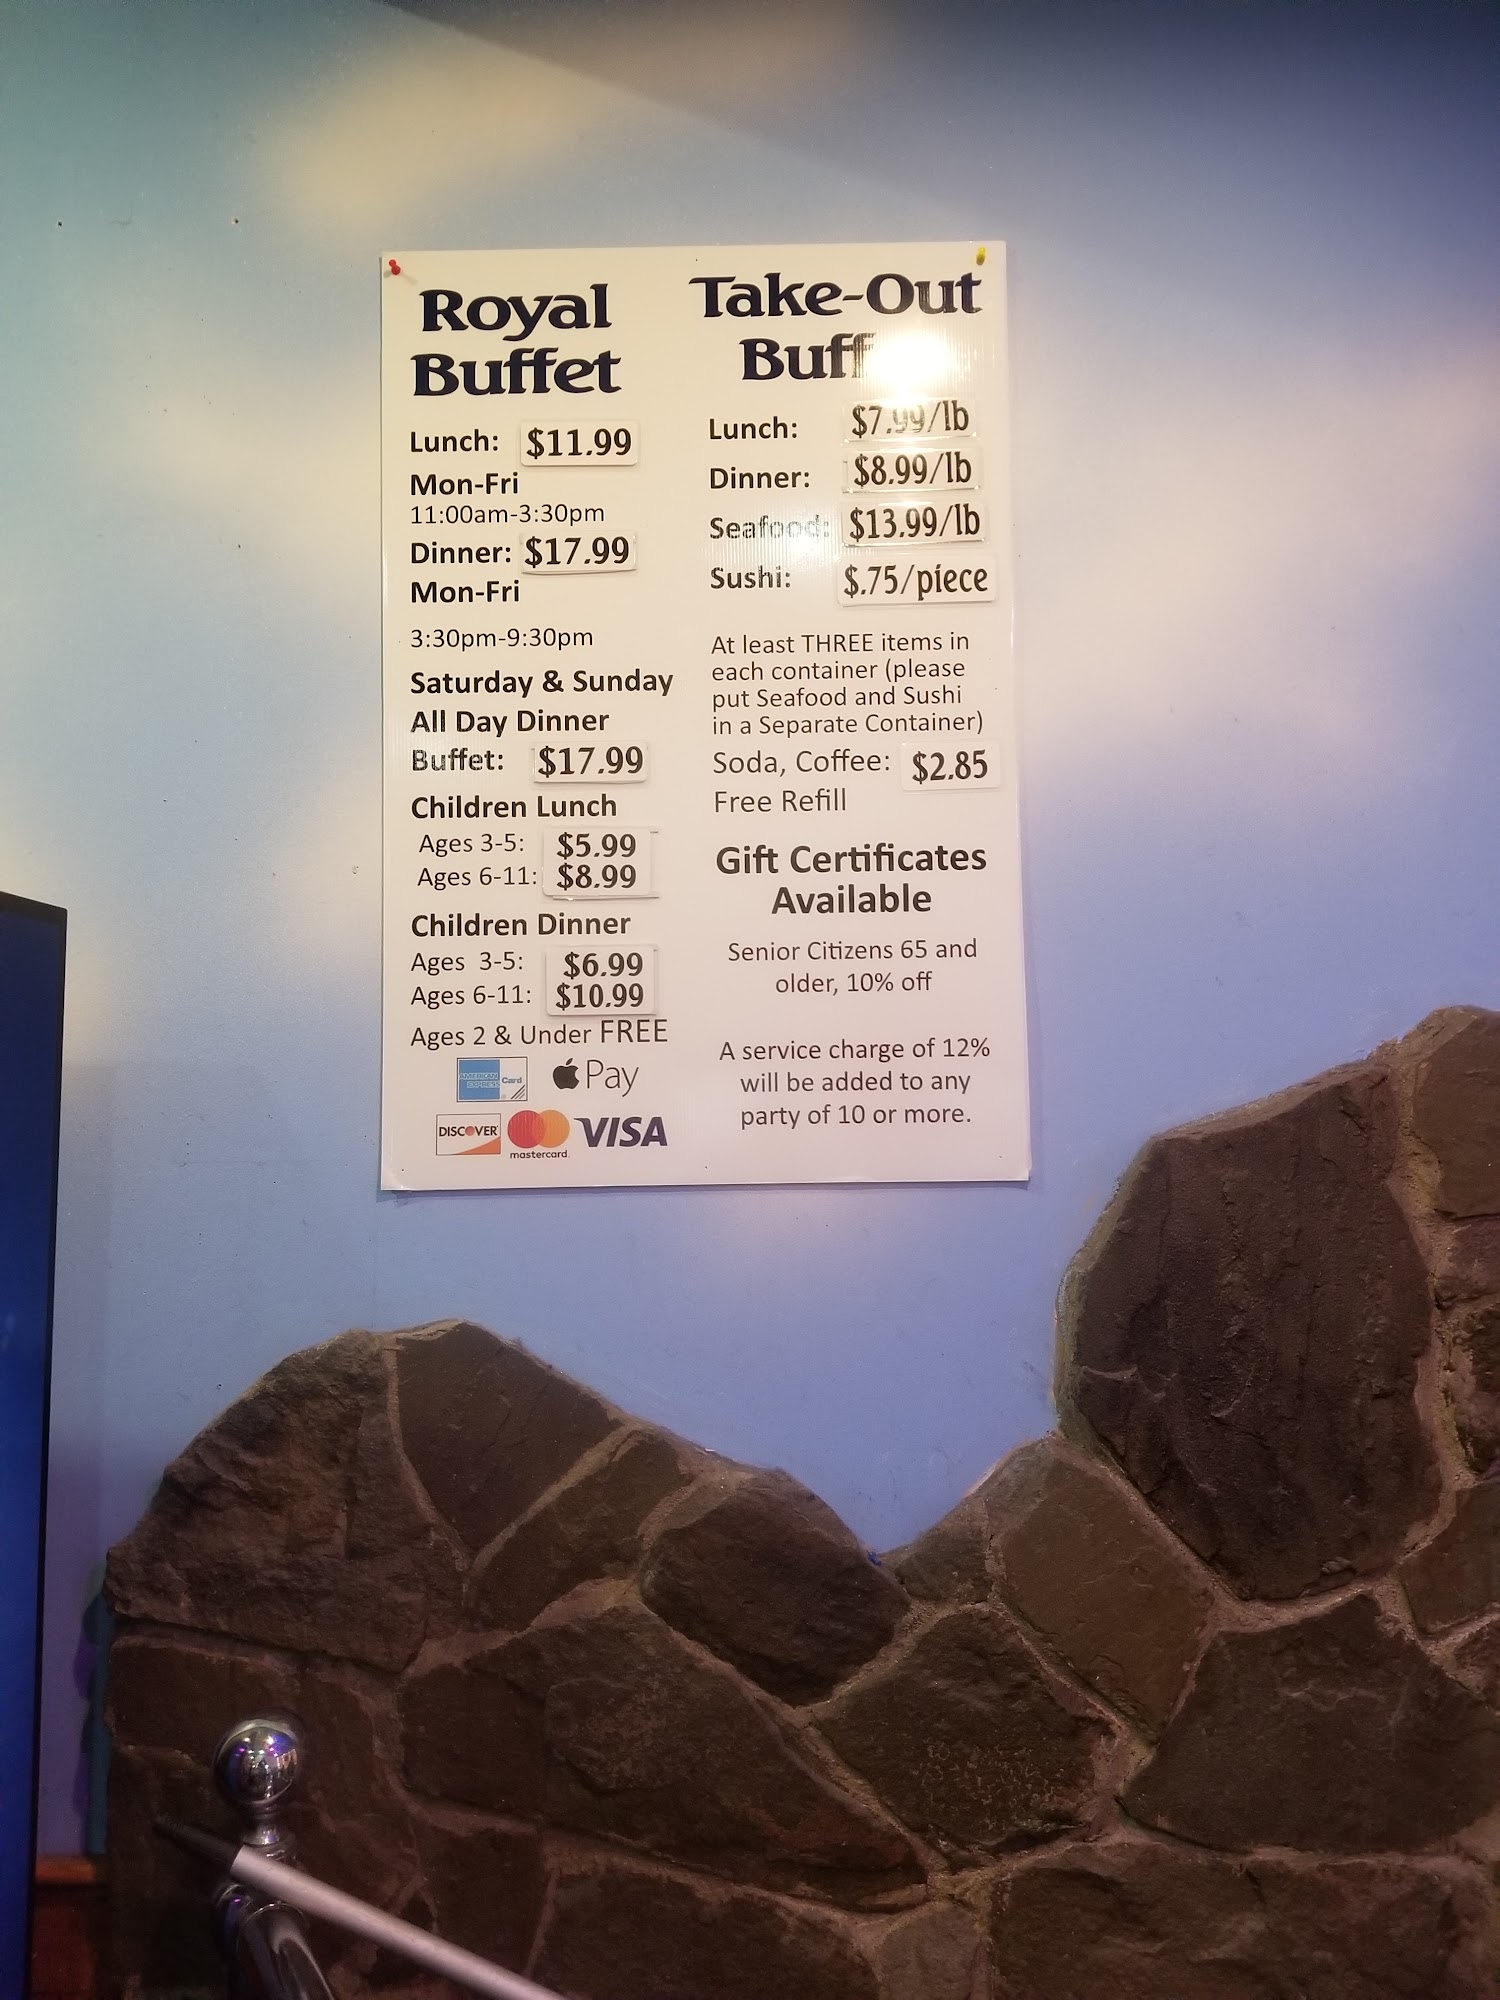 Royal
Buffet
Lunch: $11.99
Mon-Fri
11:00am-3:30pm
Dinner: $17.99
Mon-Fri
3:30pm-9:30pm
Saturday & Sunday
All Day Dinner
Buffet: $17.99
Children Lunch
Ages 3-5: $5.99
Ages 6-11: $8.99
Children Dinner
Ages 3-5: $6.99
Ages 6-11: $10.99
Ages 2 & Under FREE
AMERICAN EXPRESS Card
Pay
DISCOVER
mastercard.
VISA
Take-Out
Lunch: $7.99/lb
Dinner: $8.99/lb
Seafood: $13.99/lb
Sushi: $.75/piece
At least THREE items in
each container (please
put Seafood and Sushi
in a Separate Container)
Soda, Coffee: $2.85
Free Refill
Gift Certificates
Available
Senior Citizens 65 and
older, 10% off
A service charge of 12%
will be added to any
party of 10 or more.